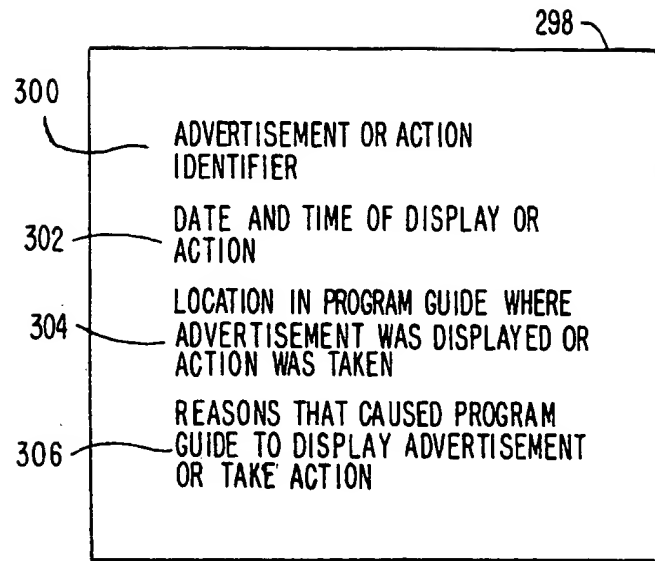 298
300
ADVERTISEMENT OR ACTION
IDENTIFIER
302
DATE AND TIME OF DISPLAY OR
ACTION
304
LOCATION IN PROGRAM GUIDE WHERE
ADVERTISEMENT WAS DISPLAYED OR
ACTION WAS TAKEN
306
REASONS THAT CAUSED PROGRAM
GUIDE TO DISPLAY ADVERTISEMENT
OR TAKE ACTION